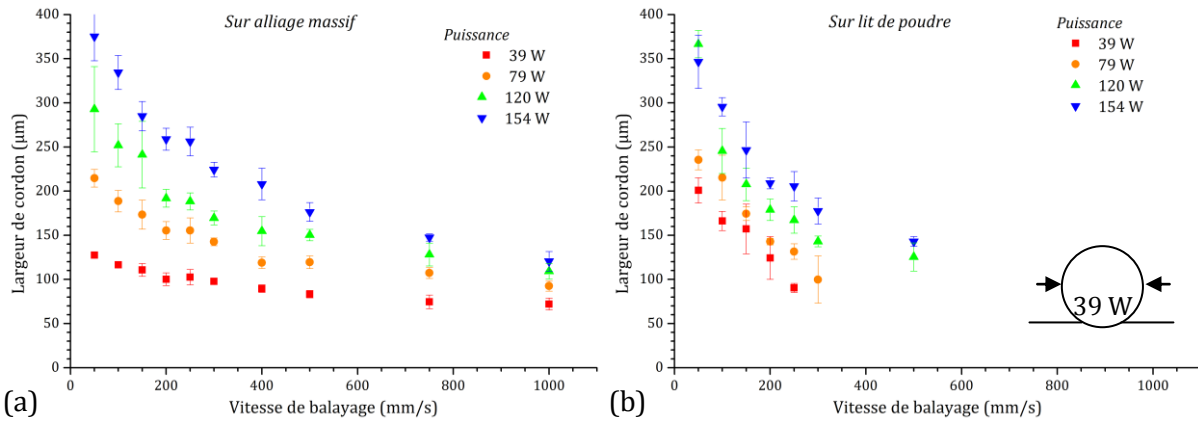 Sur alliage massif
Puissance
39 W
79 W
120 W
154 W
Largeur de cordon (µm)
400
350
300
250
200
150
100
50
0
0 200 400 600 800 1000
Vitesse de balayage (mm/s)
(a)
Sur lit de poudre
Puissance
39 W
79 W
120 W
154 W
39 W
Largeur de cordon (µm)
400
350
300
250
200
150
100
50
0
0 200 400 600 800 1000
Vitesse de balayage (mm/s)
(b)